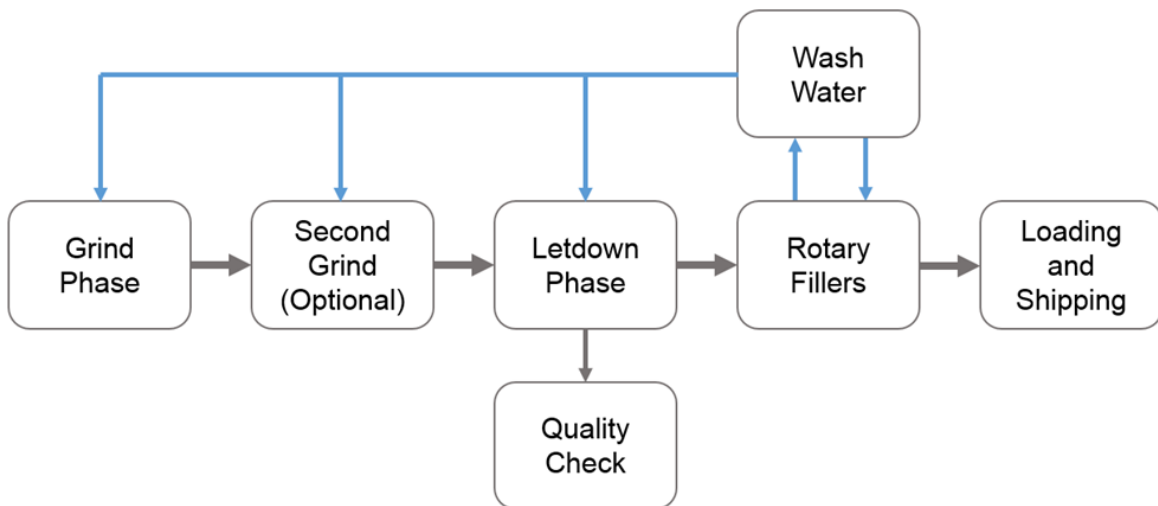 Wash
Water
Grind
Phase
Second
Grind
(Optional)
Letdown
Phase
Rotary
Fillers
Loading
and
Shipping
Quality
Check